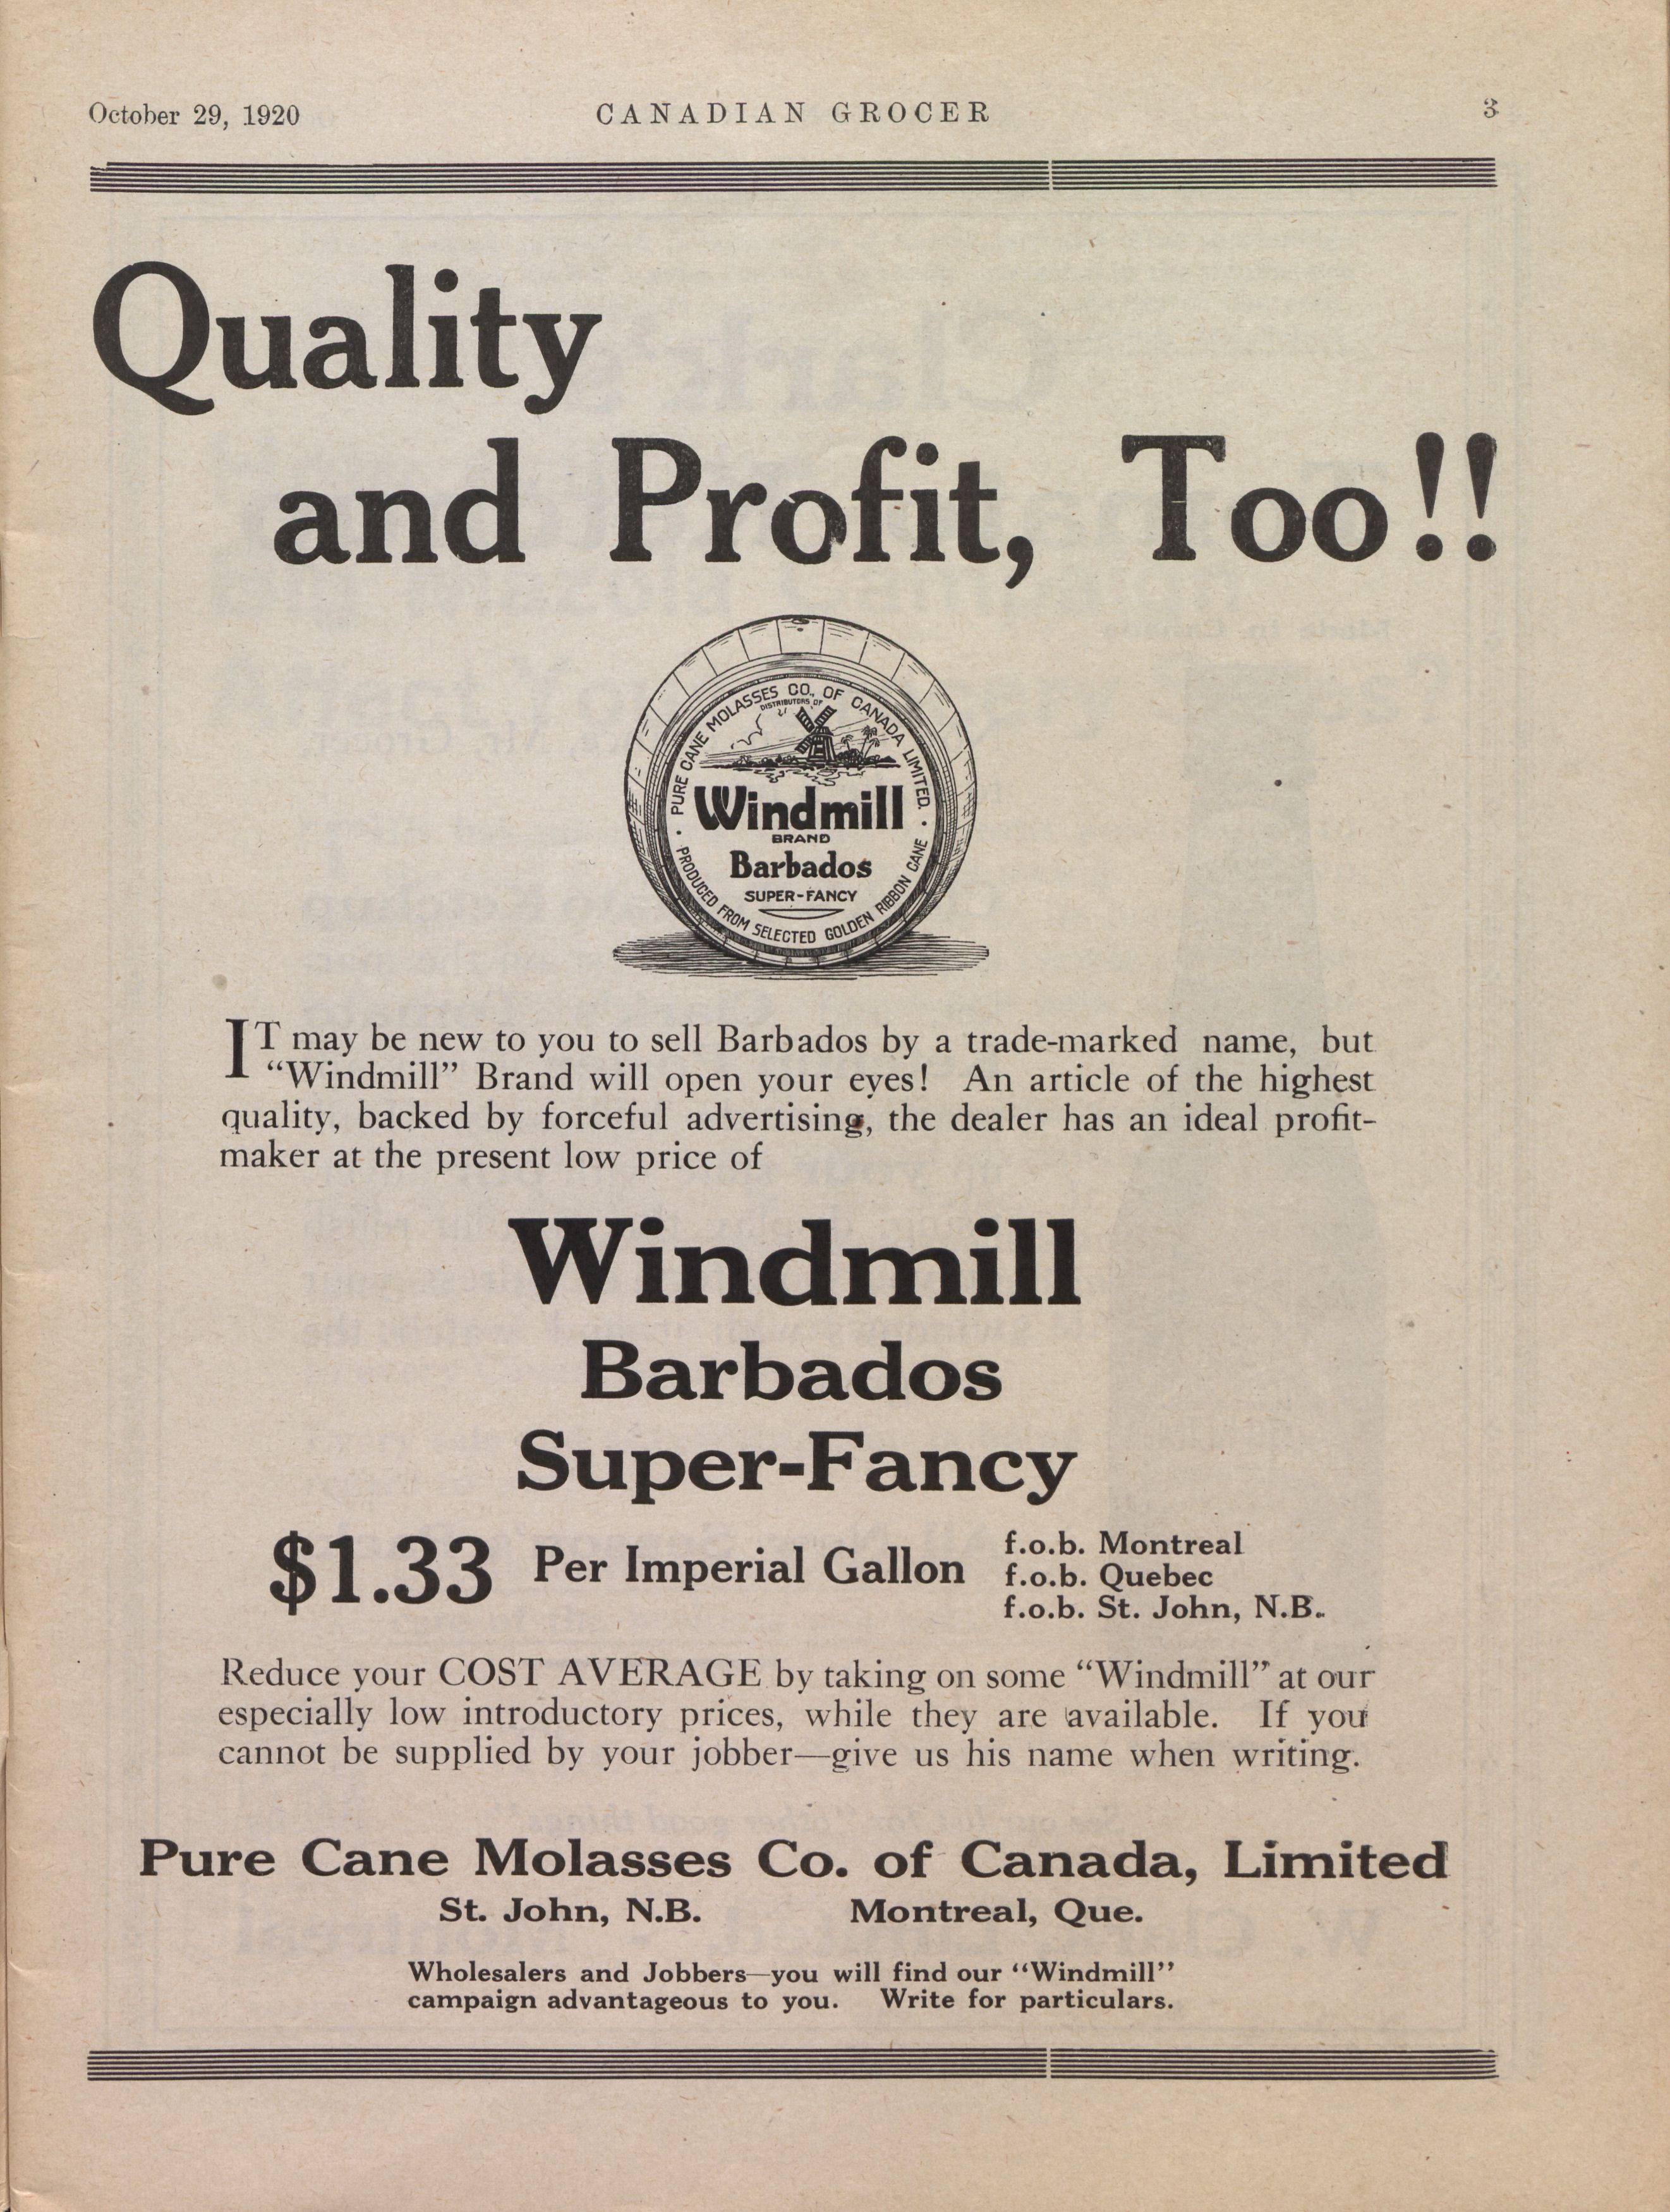 October 29, 1920 CANADIAN GROCER 3
Quality
and Profit, Too!!
PURE CANE MOLASSES CO., OF CANADA LIMITED.
DISTRIBUTORS OF
Windmill
BRAND
Barbados
SUPER-FANCY
PRODUCED FROM SELECTED GOLDEN RIBBON CANE
IT may be new to you to sell Barbados by a trade-marked name, but
“Windmill” Brand will open your eyes! An article of the highest
quality, backed by forceful advertising, the dealer has an ideal profit-
maker at the present low price of
Windmill
Barbados
Super-Fancy
$1.33 Per Imperial Gallon
f.o.b. Montreal
f.o.b. Quebec
f.o.b. St. John, N.B.
Reduce your COST AVERAGE by taking on some “Windmill” at our
especially low introductory prices, while they are available. If you
cannot be supplied by your jobber—give us his name when writing.
Pure Cane Molasses Co. of Canada, Limited
St. John, N.B. Montreal, Que.
Wholesalers and Jobbers—you will find our “Windmill”
campaign advantageous to you. Write for particulars.